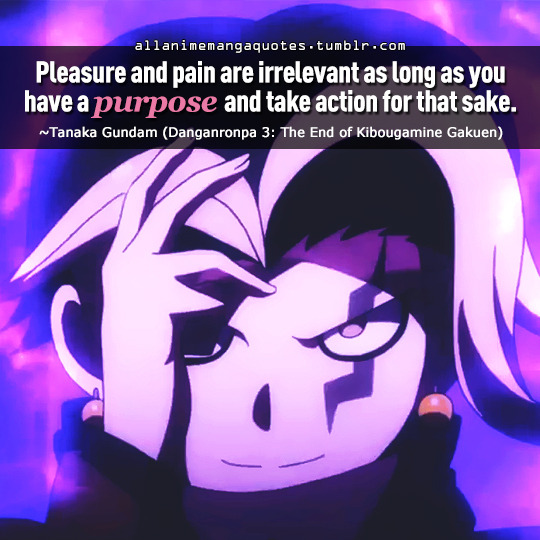 allanimemangaquotes.tumblr.com
Pleasure and pain are irrelevant as long as you
have a purpose and take action for that sake.
~Tanaka Gundam (Danganronpa 3: The End of Kibougamine Gakuen)